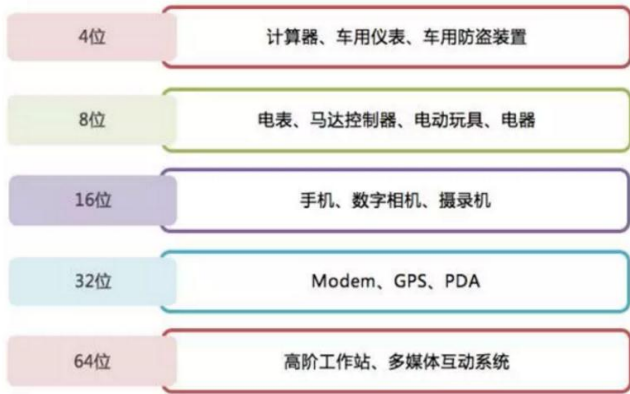 4位
计算器、车用仪表、车用防盗装置
8位
电表、马达控制器、电动玩具、电器
16位
手机、数字相机、摄录机
32位
Modem、GPS、PDA
64位
高阶工作站、多媒体互动系统